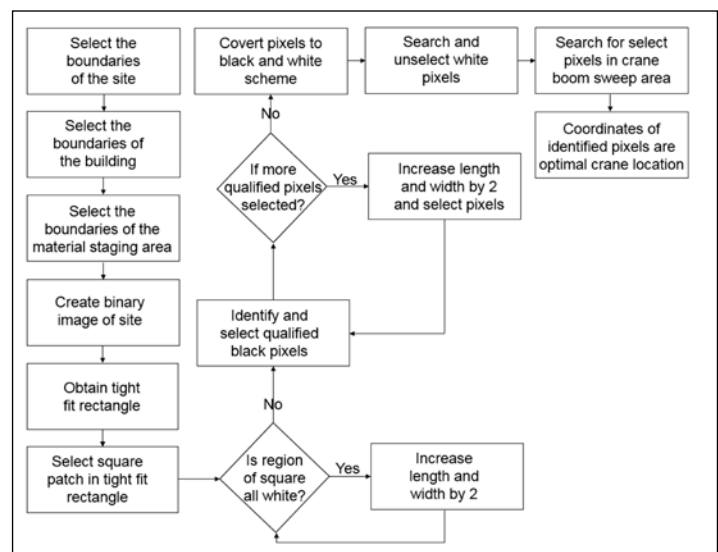 Select the
boundaries
of the site
Select the
boundaries of
the building
Select the
boundaries of the
material staging area
Create binary
image of site
Obtain tight
fit rectangle
Select square
patch in tight fit
rectangle
Is region
of square
all white?
Yes
Increase
length and
width by 2
No
Identify and
select qualified
black pixels
If more
qualified pixels
selected?
Yes
Increase length
and width by 2
and select pixels
No
Covert pixels to
black and white
scheme
Search and
unselect white
pixels
Search for select
pixels in crane
boom sweep area
Coordinates of
identified pixels are
optimal crane location